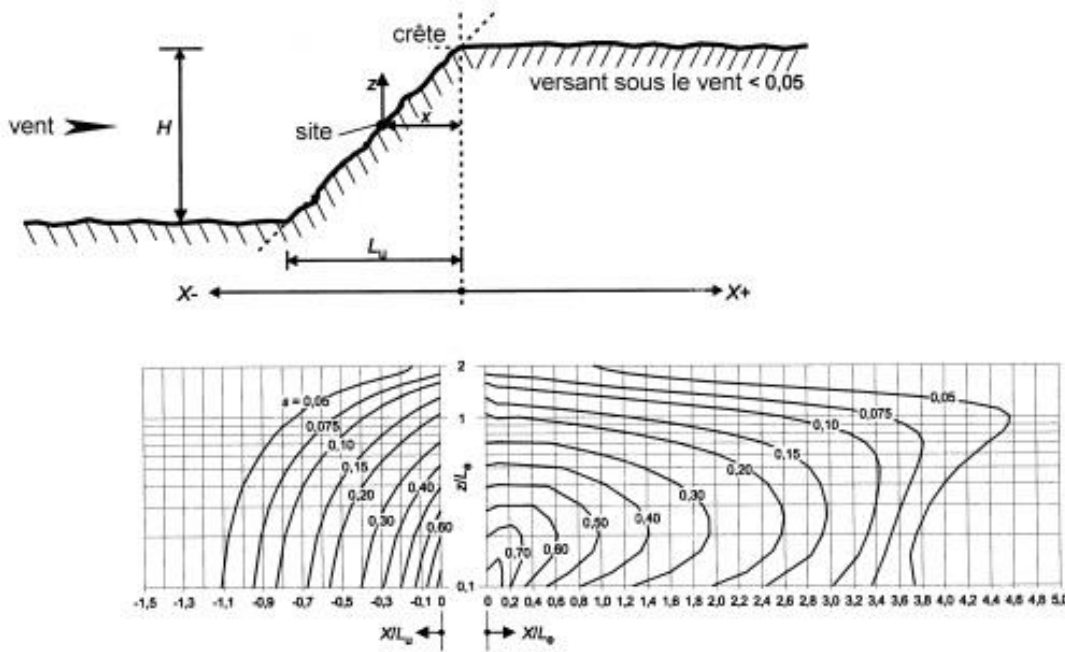 crête
versant sous le vent < 0,05
vent
H
z
site
x
Lu
X-
X+
2
1
0,1
z/Le
s = 0,05
0,075
0,10
0,15
0,20
0,30
0,40
0,60
0,05
0,075
0,10
0,15
0,20
0,30
0,40
0,50
0,60
0,70
-1,5 -1,3 -1,1 -0,9 -0,7 -0,5 -0,3 -0,1 0
0 0,2 0,4 0,6 0,8 1,0 1,2 1,4 1,6 1,8 2,0 2,2 2,4 2,6 2,8 3,0 3,2 3,4 3,6 3,8 4,0 4,2 4,4 4,6 4,8 5,0
X/Lu
X/Le